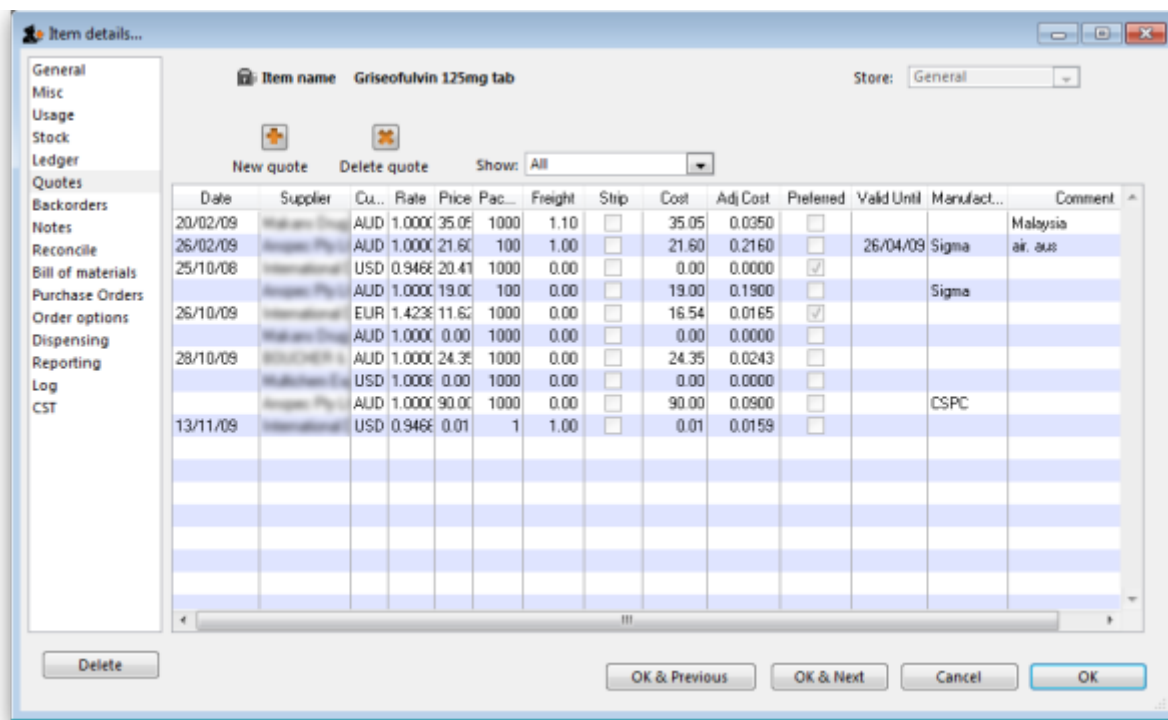 Item details...
General
Misc
Usage
Stock
Ledger
Quotes
Backorders
Notes
Reconcile
Bill of materials
Purchase Orders
Order options
Dispensing
Reporting
Log
CST
Item name Griseofulvin 125mg tab
Store: General
New quote Delete quote Show: All
Date Supplier Cu... Rate Price Pac... Freight Strip Cost Adj Cost Preferred Valid Until Manufact... Comment
20/02/09 AUD 1.000 35.05 1000 1.10 35.05 0.0350 Malaysia
26/02/09 AUD 1.000 21.60 100 1.00 21.60 0.2160 26/04/09 Sigma air. aus
25/10/08 USD 0.946 20.41 1000 0.00 0.00 0.0000
AUD 1.000 19.00 100 0.00 19.00 0.1900 Sigma
26/10/09 EUR 1.423 11.62 1000 0.00 16.54 0.0165
AUD 1.000 0.00 1000 0.00 0.00 0.0000
28/10/09 AUD 1.000 24.35 1000 0.00 24.35 0.0243
USD 1.000 0.00 1000 0.00 0.00 0.0000
AUD 1.000 90.00 1000 0.00 90.00 0.0900 CSPC
13/11/09 USD 0.946 0.01 1 1.00 0.01 0.0159
Delete
OK & Previous OK & Next Cancel OK